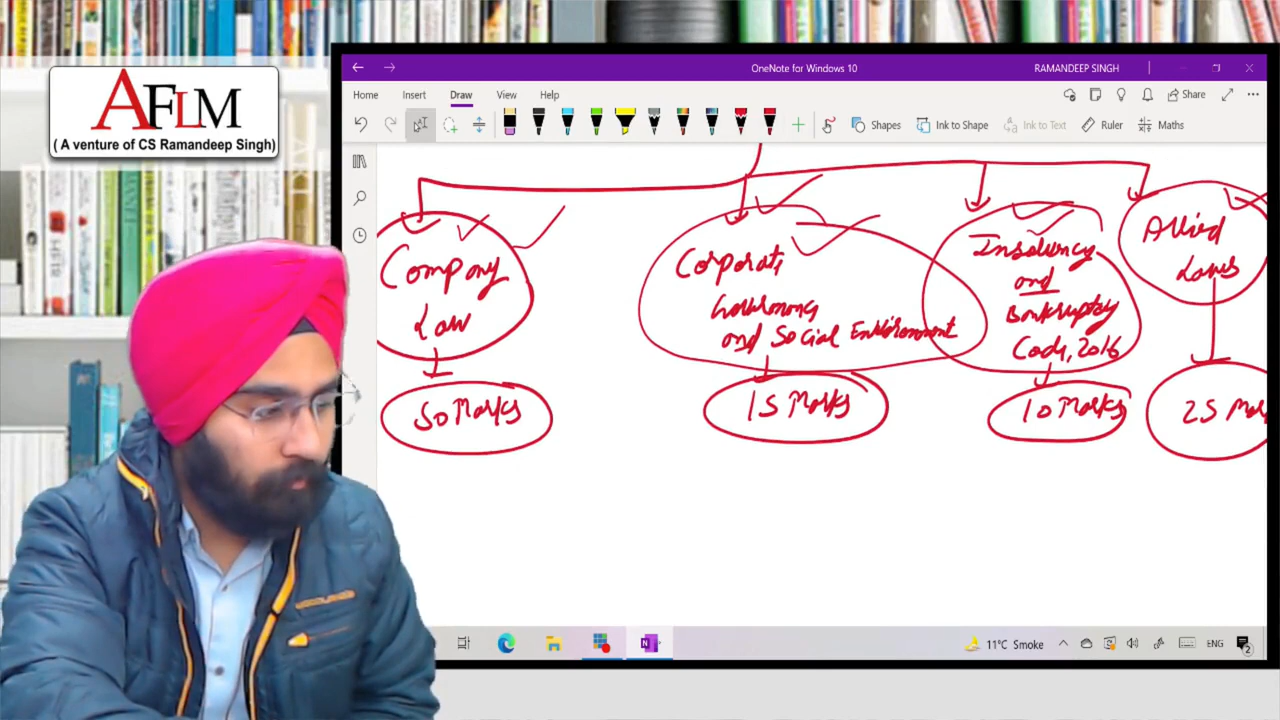 AFLM
( A venture of CS Ramandeep Singh)
OneNote for Windows 10
RAMANDEEP SINGH
Home
Insert
Draw
View
Help
Share
Shapes
Ink to Shape
Ink to Text
Ruler
Maths
Company
Law
50 Marks
Corporate
Governance
and Social Environment
15 Marks
Insolvency
and
Bankruptcy
Code, 2016
10 Marks
Allied
Laws
25
11°C Smoke
ENG
2